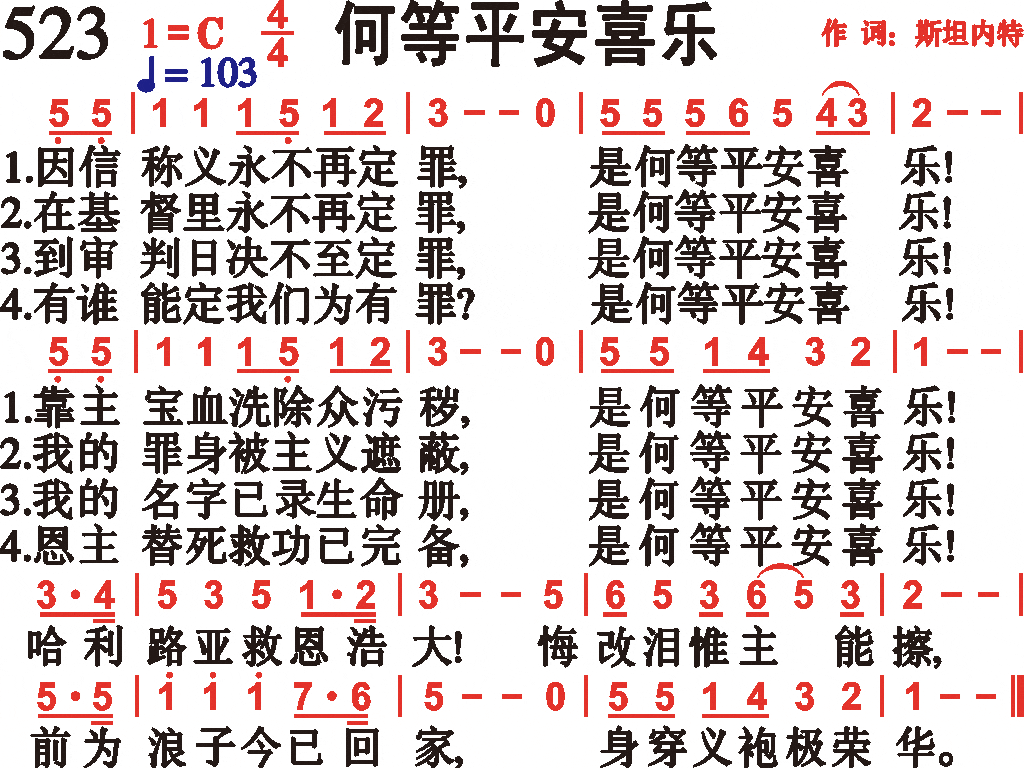 523 1=C 4/4 何等平安喜乐 作 词：斯坦内特
♩= 103
5 5 | 1 1 1 5 1 2 | 3 - - 0 | 5 5 5 6 5 4 3 | 2 - - |
1.因信 称义永不再定 罪, 是何等平安喜 乐!
2.在基 督里永不再定 罪, 是何等平安喜 乐!
3.到审 判日决不至定 罪, 是何等平安喜 乐!
4.有谁 能定我们为有 罪? 是何等平安喜 乐!
5 5 | 1 1 1 5 1 2 | 3 - - 0 | 5 5 1 4 3 2 | 1 - - |
1.靠主 宝血洗除众污 秽, 是何等平安喜 乐!
2.我的 罪身被主义遮 蔽, 是何等平安喜 乐!
3.我的 名字已录生命 册, 是何等平安喜 乐!
4.恩主 替死救功已完 备, 是何等平安喜 乐!
3 · 4 | 5 3 5 1 · 2 | 3 - - 5 | 6 5 3 6 5 3 | 2 - - |
哈利 路亚救恩浩 大! 悔 改泪惟主 能擦,
5 · 5 | 1 1 1 7 · 6 | 5 - - 0 | 5 5 1 4 3 2 | 1 - - ‖
前为 浪子今已回 家, 身穿义袍极荣 华。